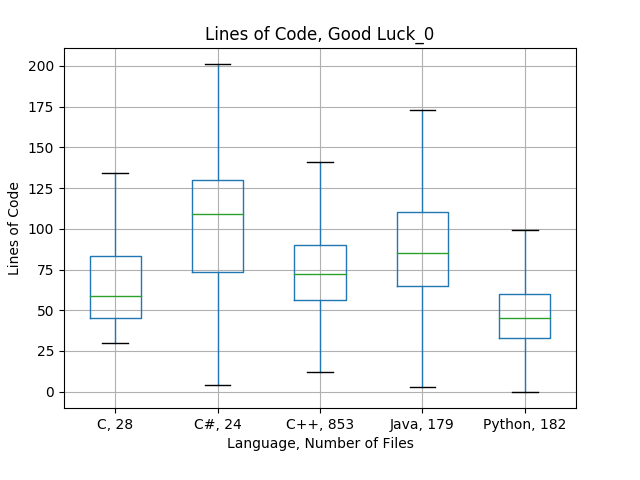 Lines of Code, Good Luck_0
200
175
150
125
100
75
50
25
0
Lines of Code
C, 28 C#, 24 C++, 853 Java, 179 Python, 182
Language, Number of Files